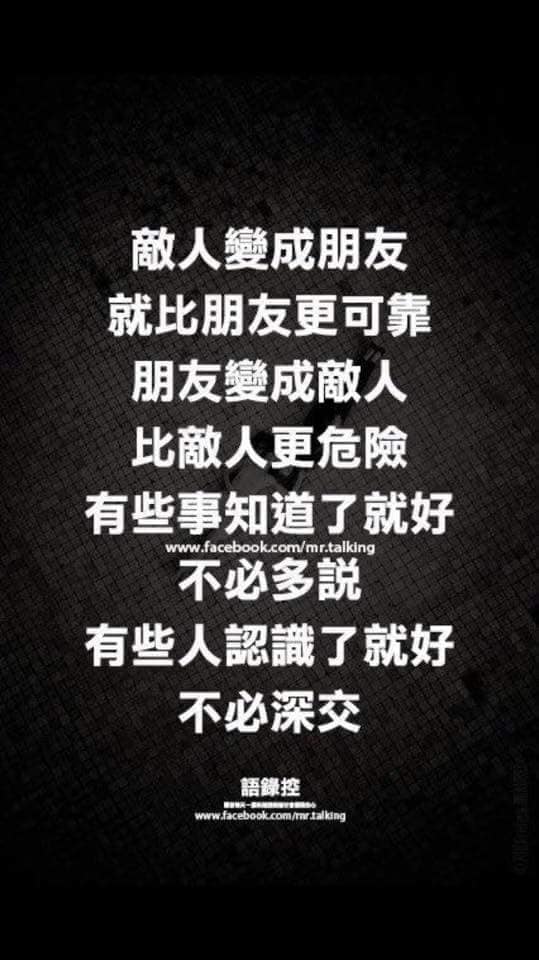 敵人變成朋友
就比朋友更可靠
朋友變成敵人
比敵人更危險
有些事知道了就好
www.facebook.com/mr.talking
不必多説
有些人認識了就好
不必深交
語錄控
www.facebook.com/mr.talking